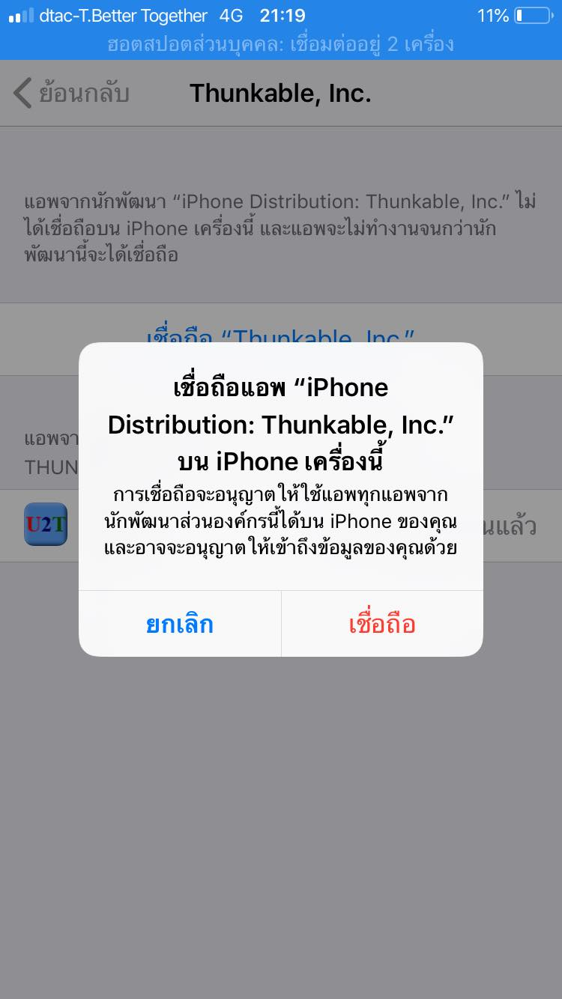 dtac-T.Better Together 4G 21:19 11%
ฮอตสปอตส่วนบุคคล: เชื่อมต่ออยู่ 2 เครื่อง
ย้อนกลับ Thunkable, Inc.
แอพจากนักพัฒนา “iPhone Distribution: Thunkable, Inc.” ไม่
ได้เชื่อถือบน iPhone เครื่องนี้ และแอพจะไม่ทำงานจนกว่านัก
พัฒนานี้จะได้เชื่อถือ
เชื่อถือ “Thunkable, Inc.”
เชื่อถือแอพ “iPhone
Distribution: Thunkable, Inc.”
บน iPhone เครื่องนี้
การเชื่อถือจะอนุญาตให้ใช้แอพทุกแอพจาก
นักพัฒนาส่วนองค์กรนี้ได้บน iPhone ของคุณ
และอาจจะอนุญาตให้เข้าถึงข้อมูลของคุณด้วย
ยกเลิก เชื่อถือ
แอพจา
THUN
U2T นแล้ว